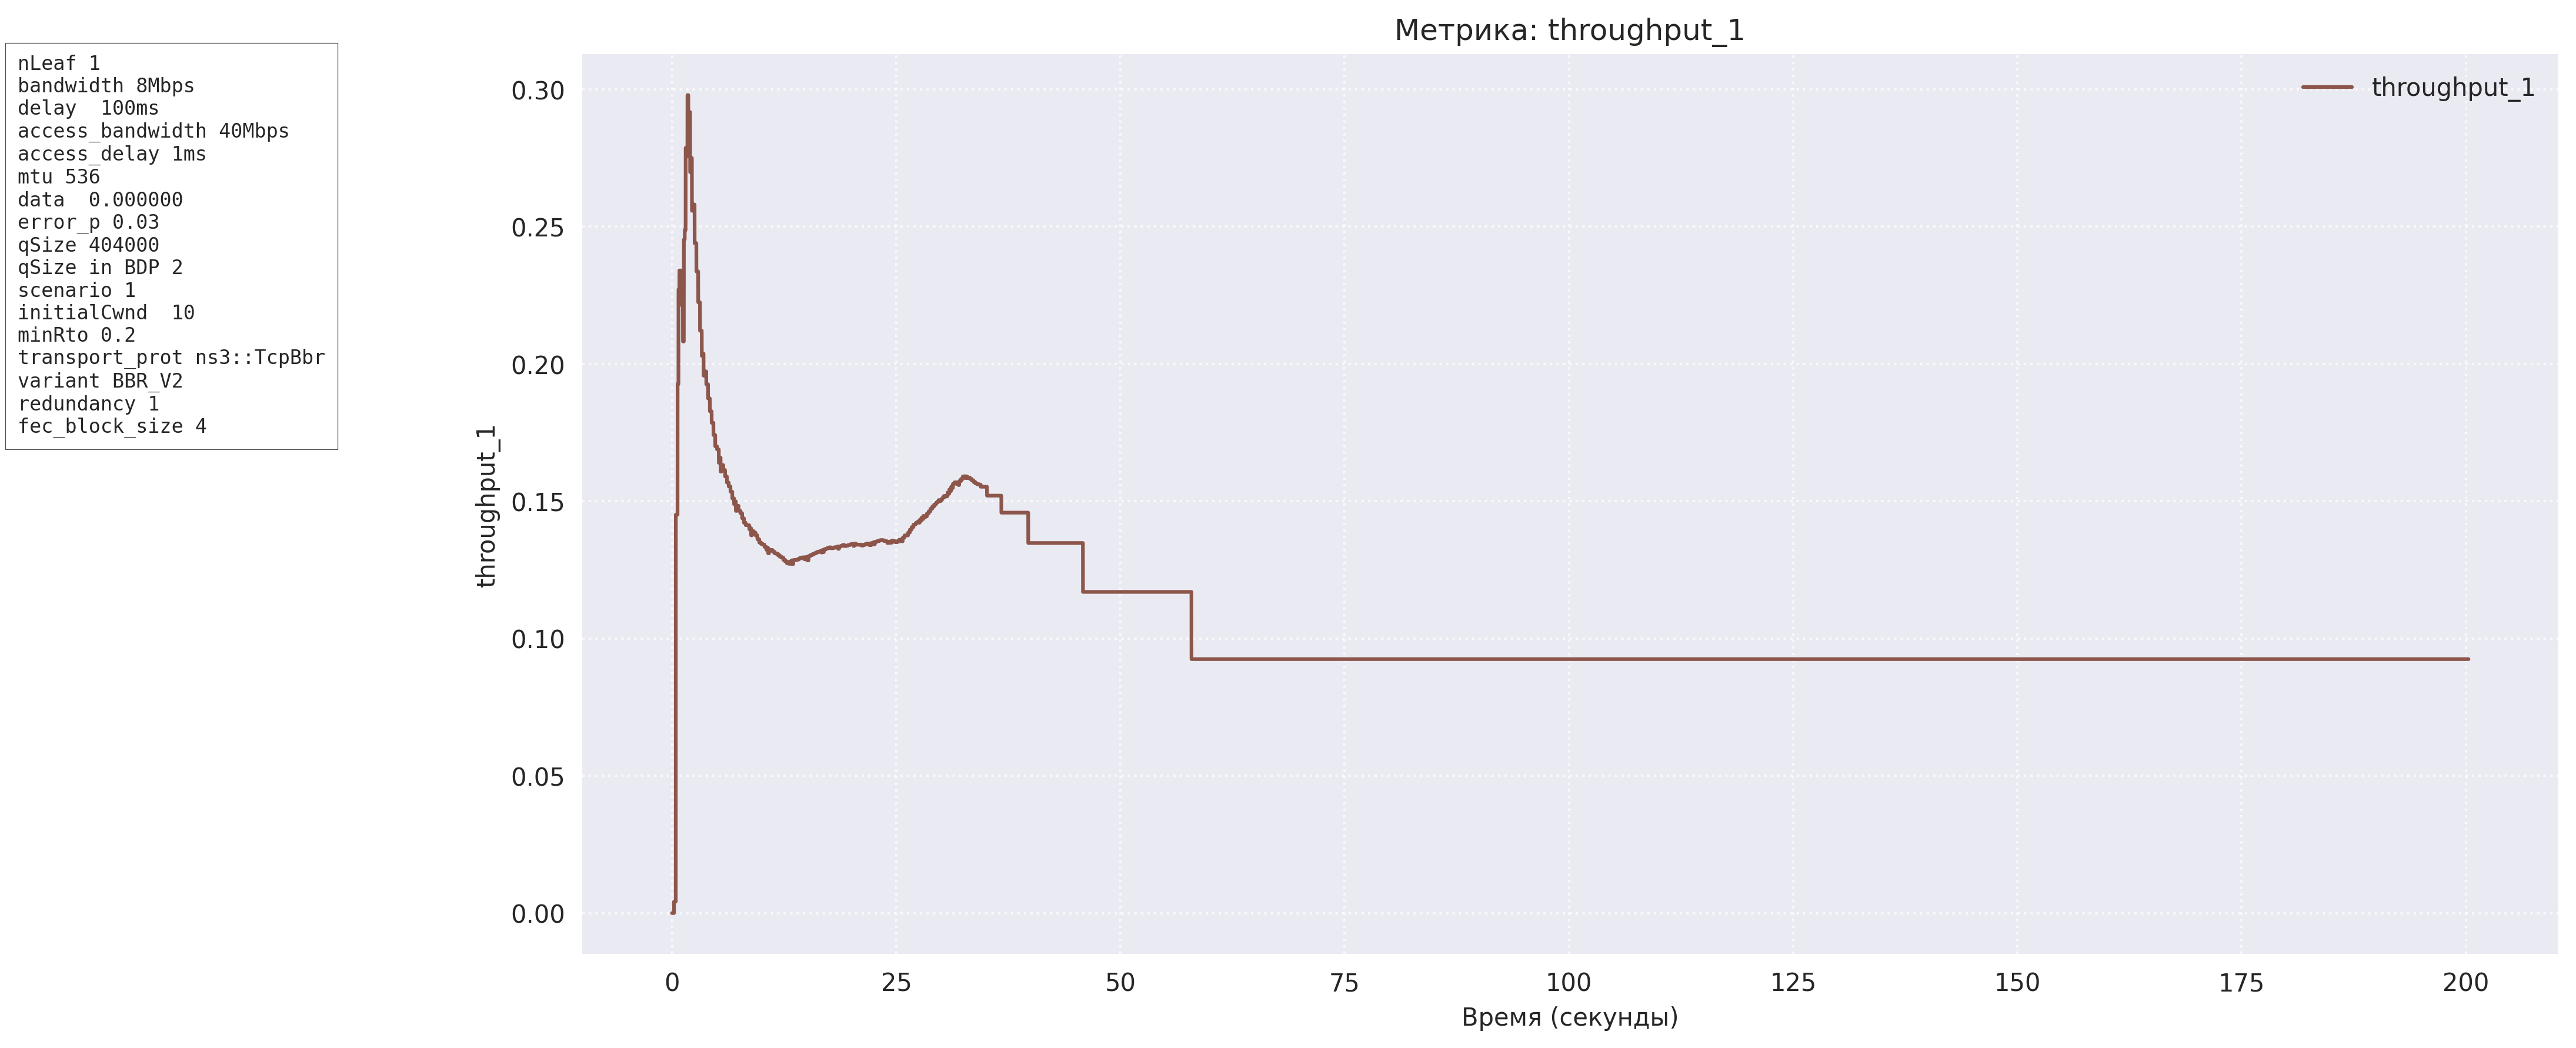 Метрика: throughput_1
nLeaf 1
bandwidth 8Mbps
delay  100ms
access_bandwidth 40Mbps
access_delay 1ms
mtu 536
data  0.000000
error_p 0.03
qSize 404000
qSize in BDP 2
scenario 1
initialCwnd  10
minRto 0.2
transport_prot ns3::TcpBbr
variant BBR_V2
redundancy 1
fec_block_size 4
throughput_1
throughput_1
0.30
0.25
0.20
0.15
0.10
0.05
0.00
0 25 50 75 100 125 150 175 200
Время (секунды)